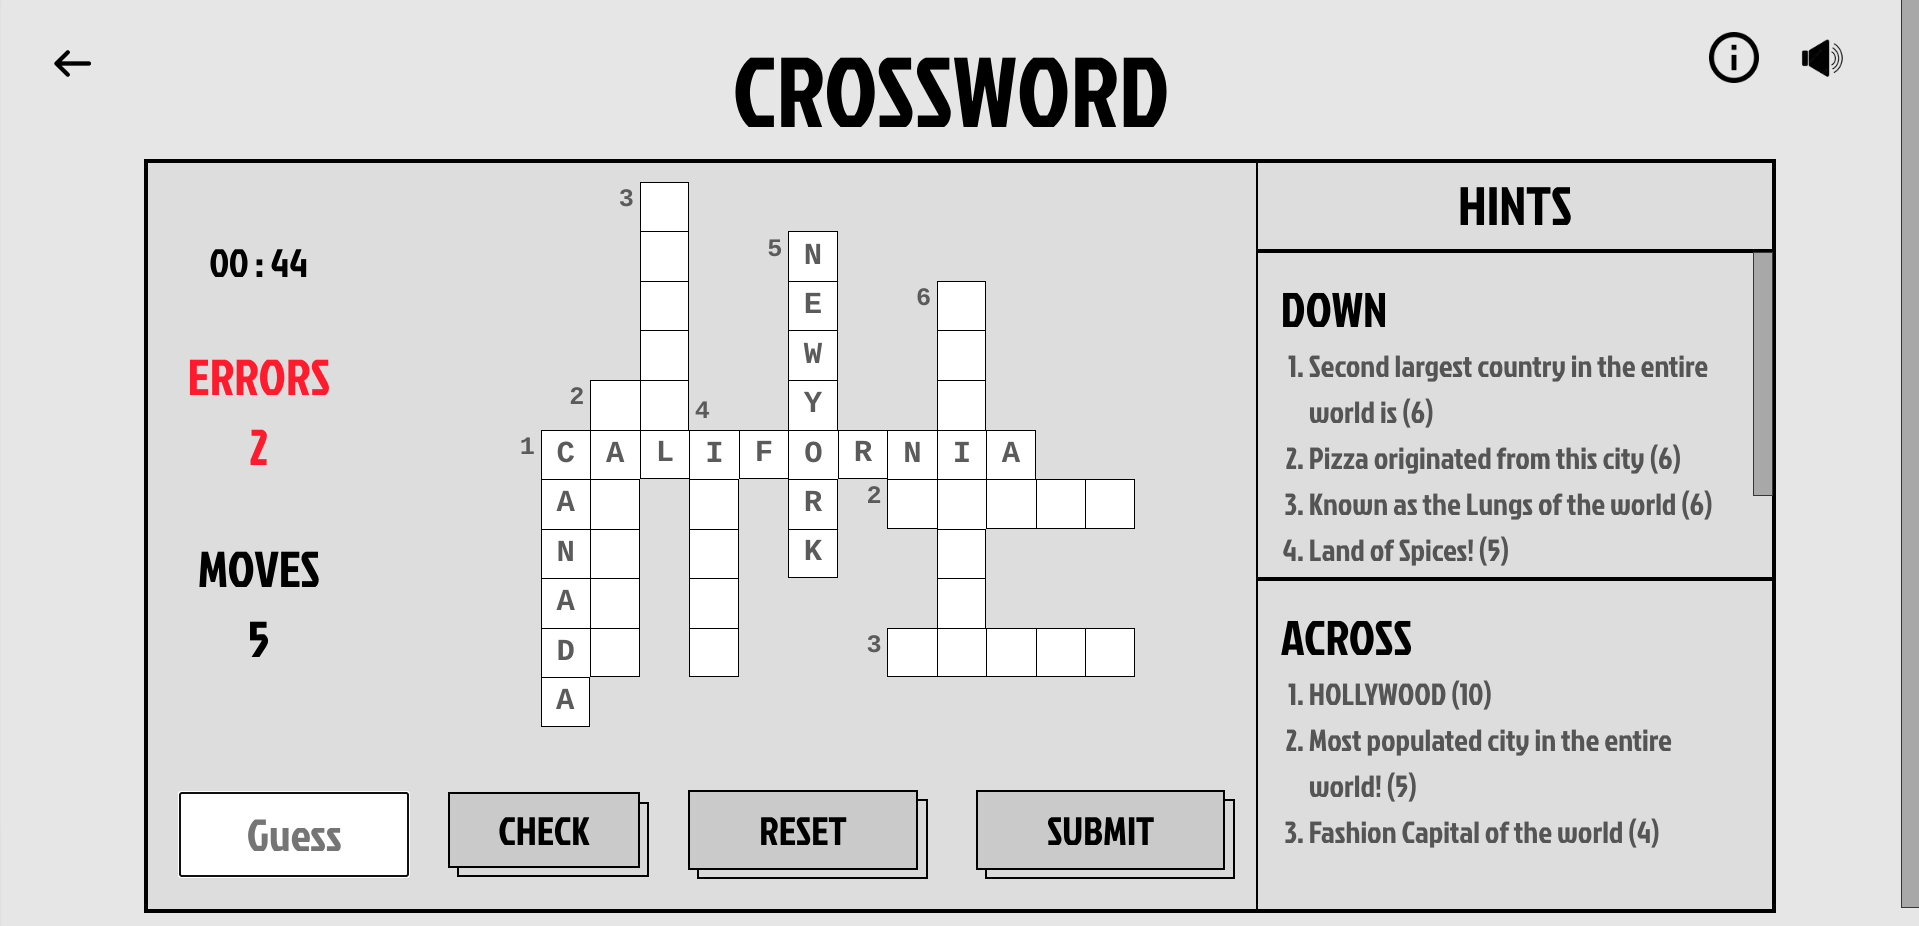 CROSSWORD
00 : 44
ERRORS
2
MOVES
5
3
5 N
E
6
W
2
Y
4
1 C A L I F O R N I A
A R 2
N K
A
D 3
A
Guess
CHECK
RESET
SUBMIT
HINTS
DOWN
1. Second largest country in the entire
world is (6)
2. Pizza originated from this city (6)
3. Known as the Lungs of the world (6)
4. Land of Spices! (5)
ACROSS
1. HOLLYWOOD (10)
2. Most populated city in the entire
world! (5)
3. Fashion Capital of the world (4)